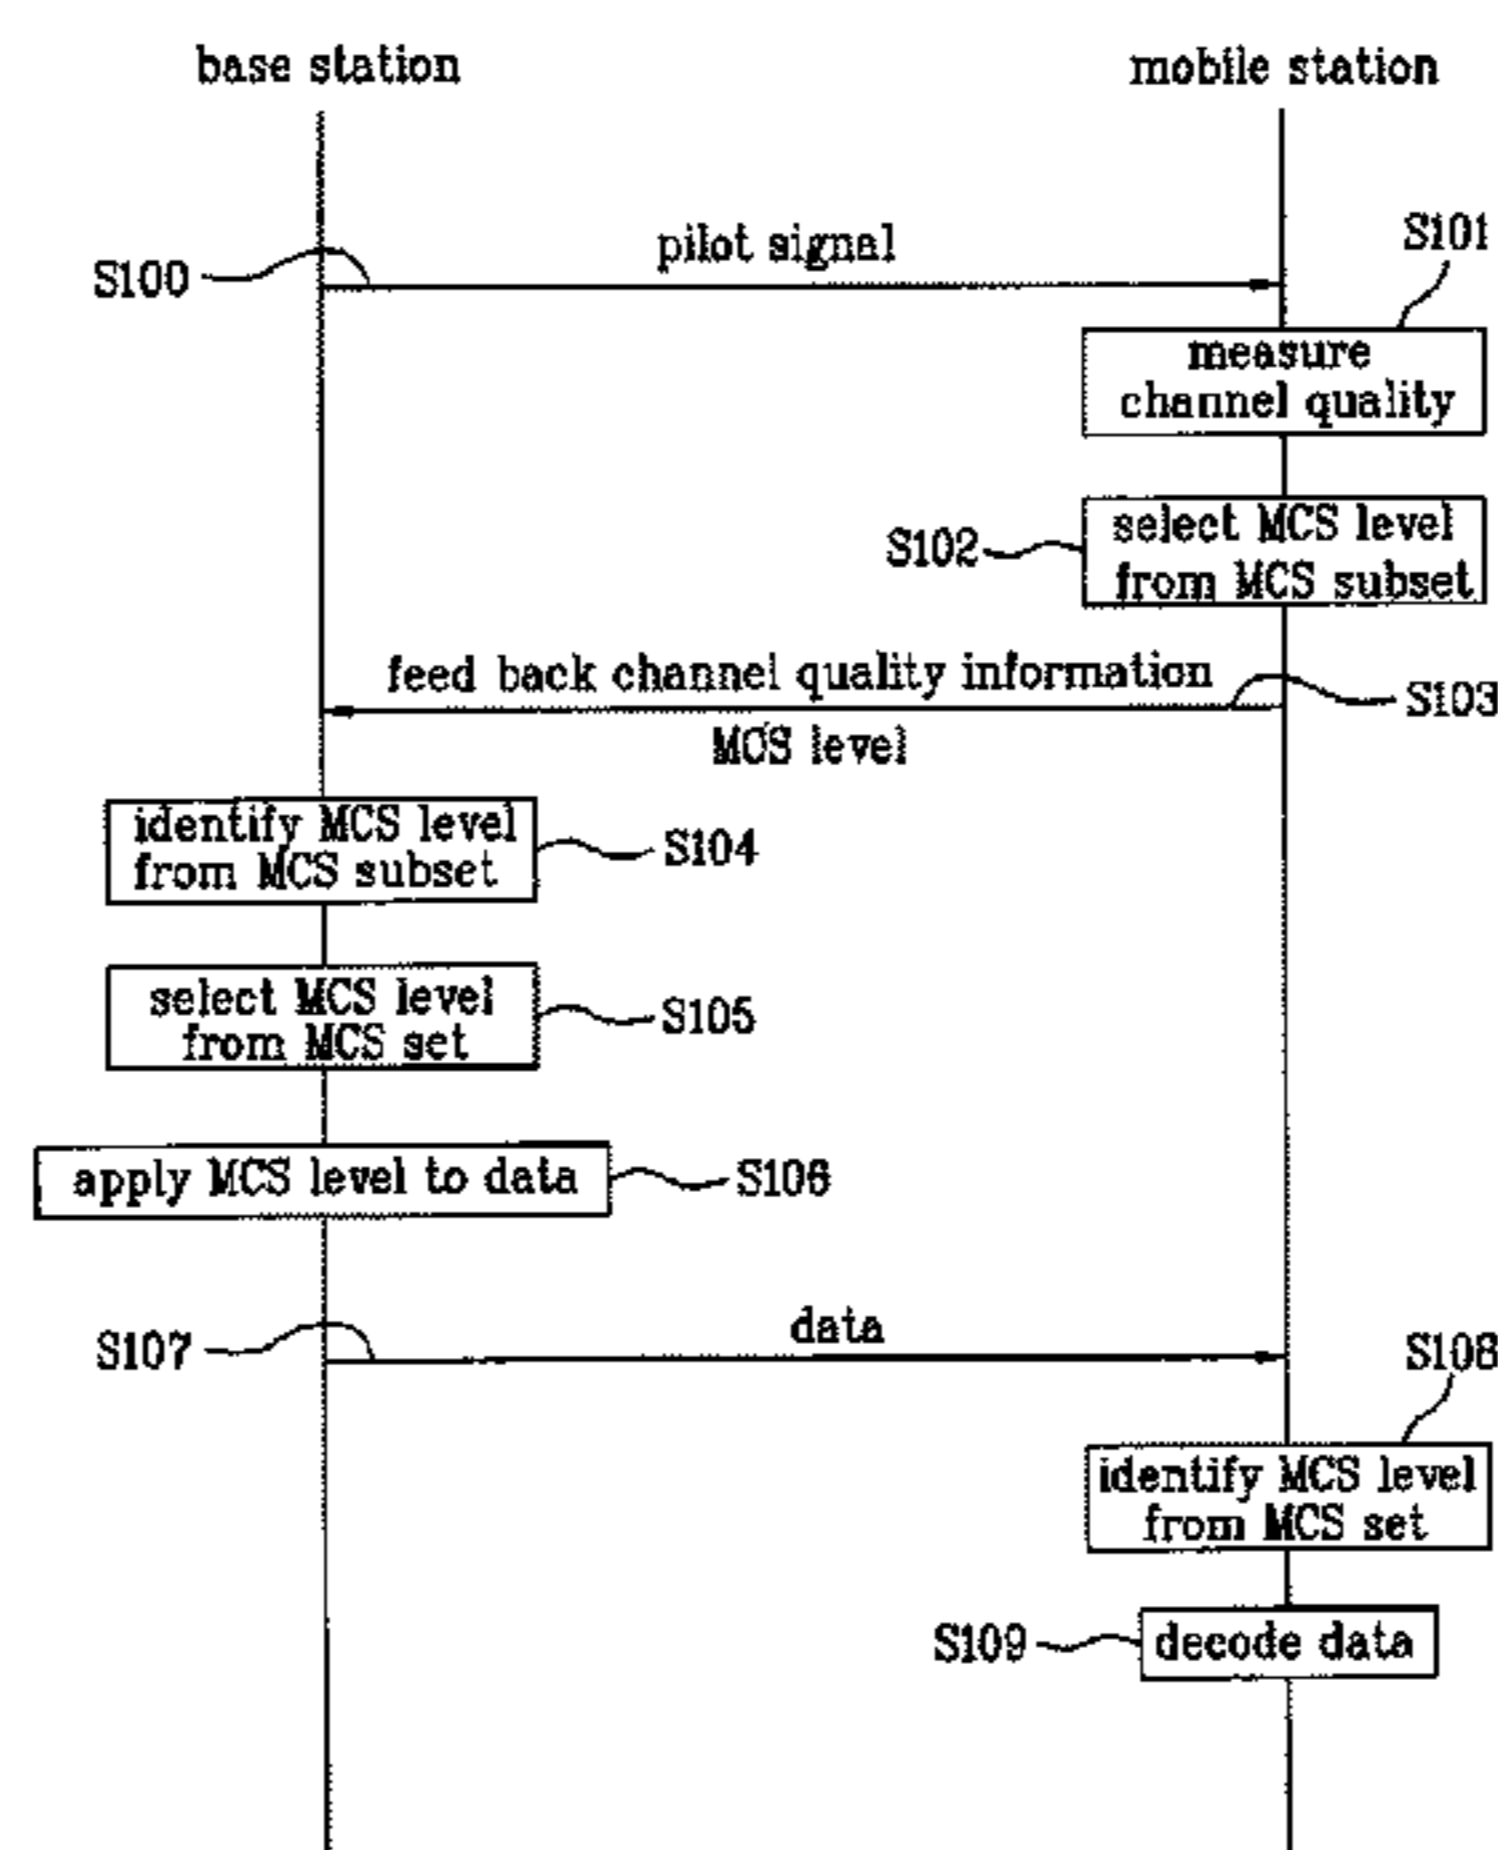 base station
mobile station
S101
pilot signal
S100
measure
channel quality
select MCS level
S102
from MCS subset
feed back channel quality information
S103
MCS level
identify MCS level
S104
from MCS subset
select MCS level
S105
from MCS set
apply MCS level to data
S106
data
S107
S108
identify MCS level
from MCS set
S109
decode data